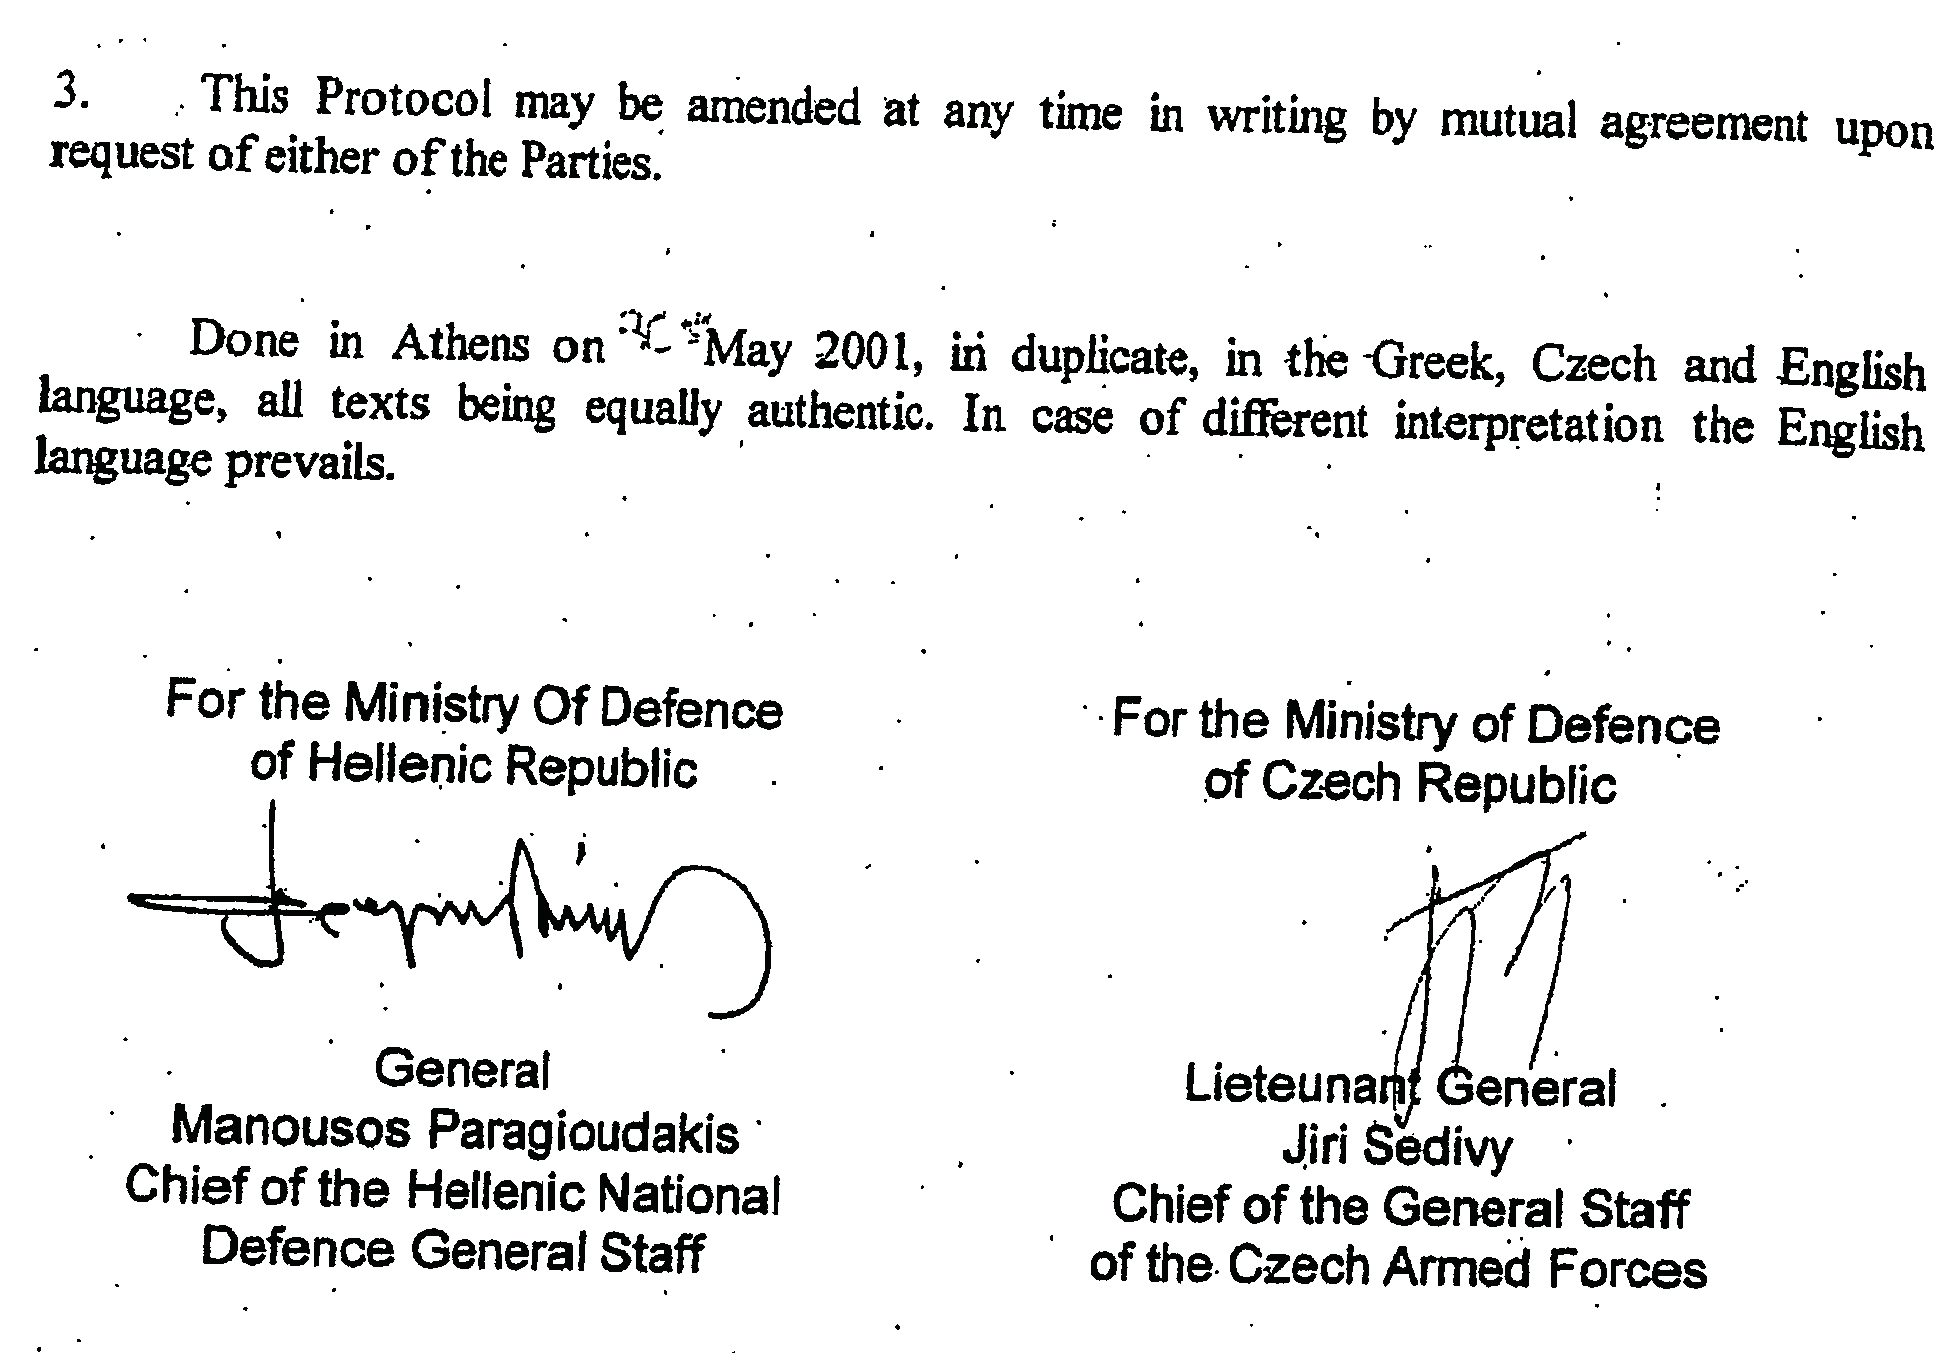 3. This Protocol may be amended at any time in writing by mutual agreement upon
request of either of the Parties.
Done in Athens on May 2001, in duplicate, in the Greek, Czech and English
language, all texts being equally authentic. In case of different interpretation the English
language prevails.
For the Ministry Of Defence
of Hellenic Republic
General
Manousos Paragioudakis
Chief of the Hellenic National
Defence General Staff
For the Ministry of Defence
of Czech Republic
Lieteunant General
Jiri Sedivy
Chief of the General Staff
of the Czech Armed Forces